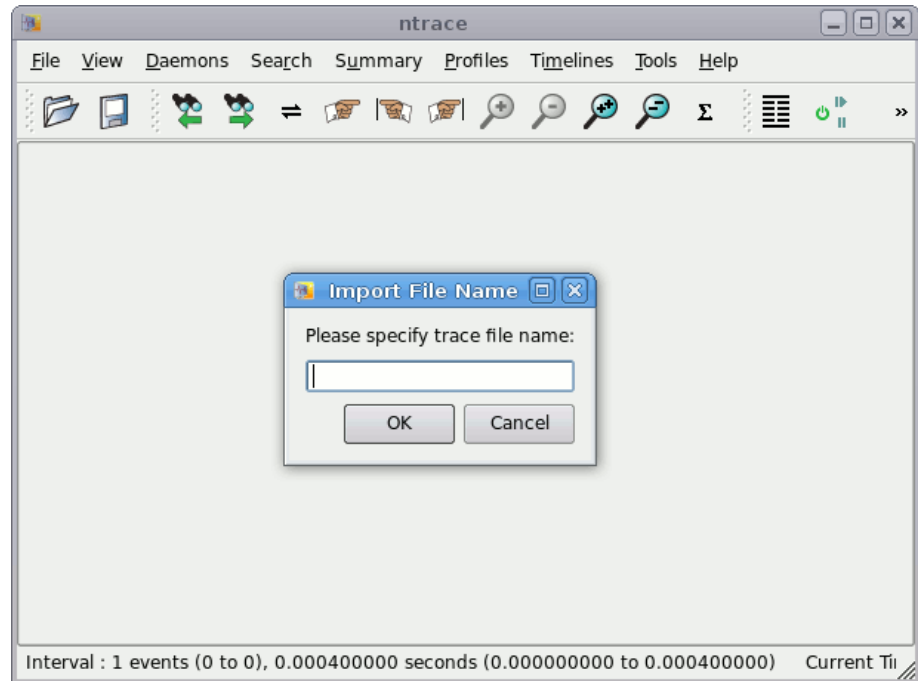 ntrace
File View Daemons Search Summary Profiles Timelines Tools Help
Σ »
Import File Name
Please specify trace file name:
OK Cancel
Interval : 1 events (0 to 0), 0.000400000 seconds (0.000000000 to 0.000400000) Current Ti